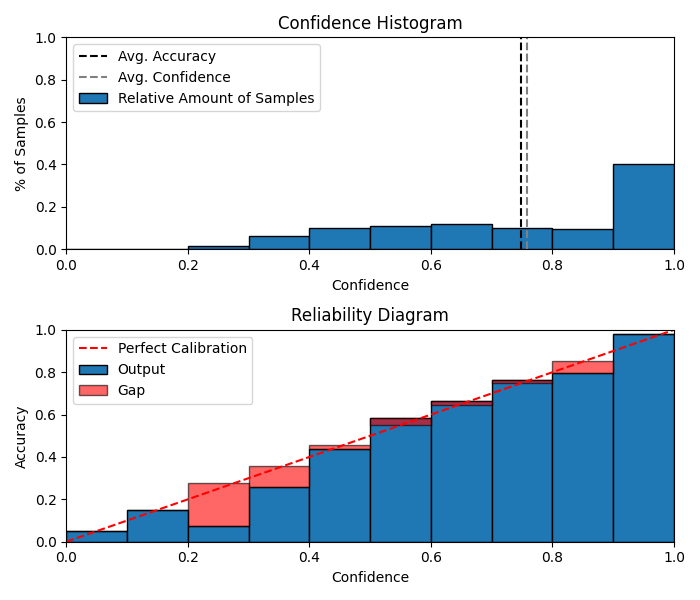 Confidence Histogram
1.0
0.8
0.6
0.4
0.2
0.0
% of Samples
Avg. Accuracy
Avg. Confidence
Relative Amount of Samples
0.0 0.2 0.4 0.6 0.8 1.0
Confidence
Reliability Diagram
1.0
0.8
0.6
0.4
0.2
0.0
Accuracy
Perfect Calibration
Output
Gap
0.0 0.2 0.4 0.6 0.8 1.0
Confidence